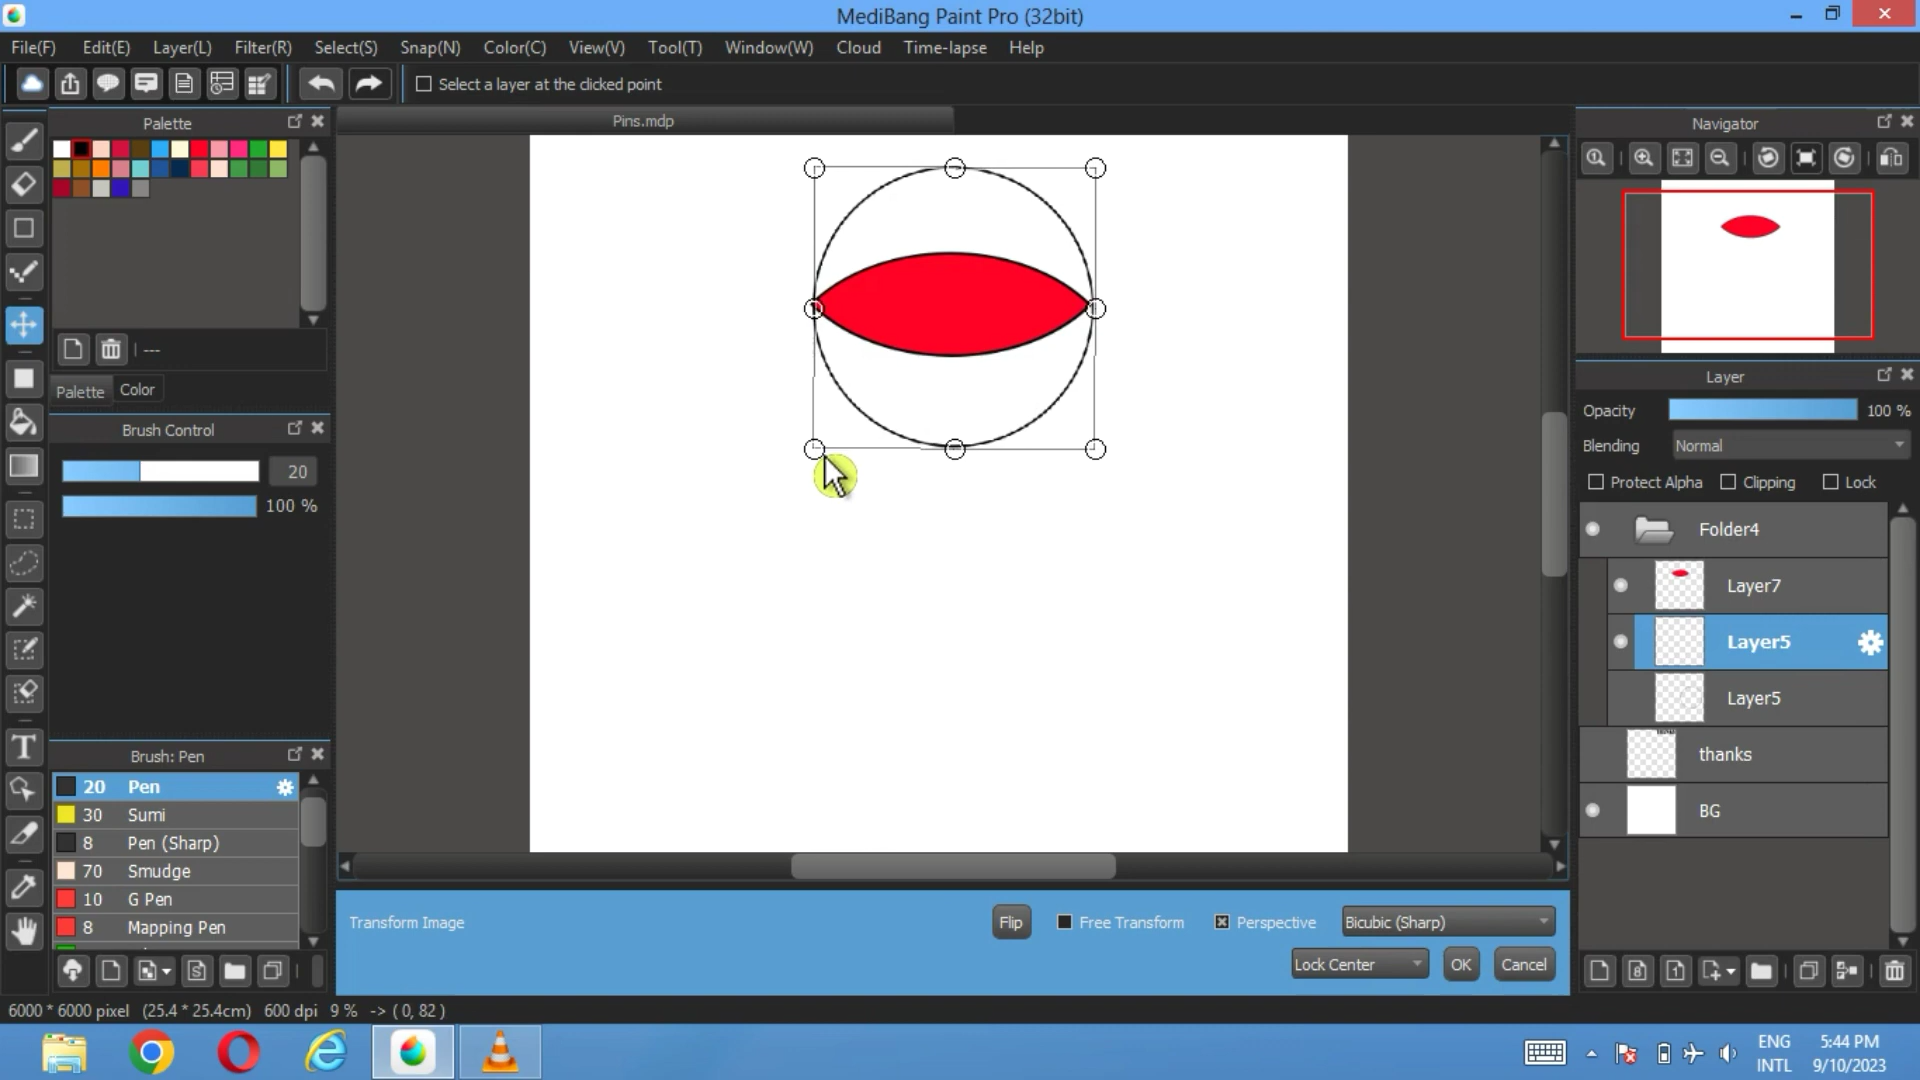 MediBang Paint Pro (32bit)
File(F) Edit(E) Layer(L) Filter(R) Select(S) Snap(N) Color(C) View(V) Tool(T) Window(W) Cloud Time-lapse Help
Select a layer at the clicked point
Palette
Pins.mdp
Navigator
---
Palette Color
Brush Control
20
100 %
Brush: Pen
20 Pen
30 Sumi
8 Pen (Sharp)
70 Smudge
10 G Pen
8 Mapping Pen
Layer
Opacity 100 %
Blending Normal
Protect Alpha Clipping Lock
Folder4
Layer7
Layer5
Layer5
thanks
BG
Transform Image Flip Free Transform Perspective Bicubic (Sharp)
Lock Center OK Cancel
6000 * 6000 pixel (25.4 * 25.4cm) 600 dpi 9 % -> ( 0, 82 )
ENG 5:44 PM
INTL 9/10/2023